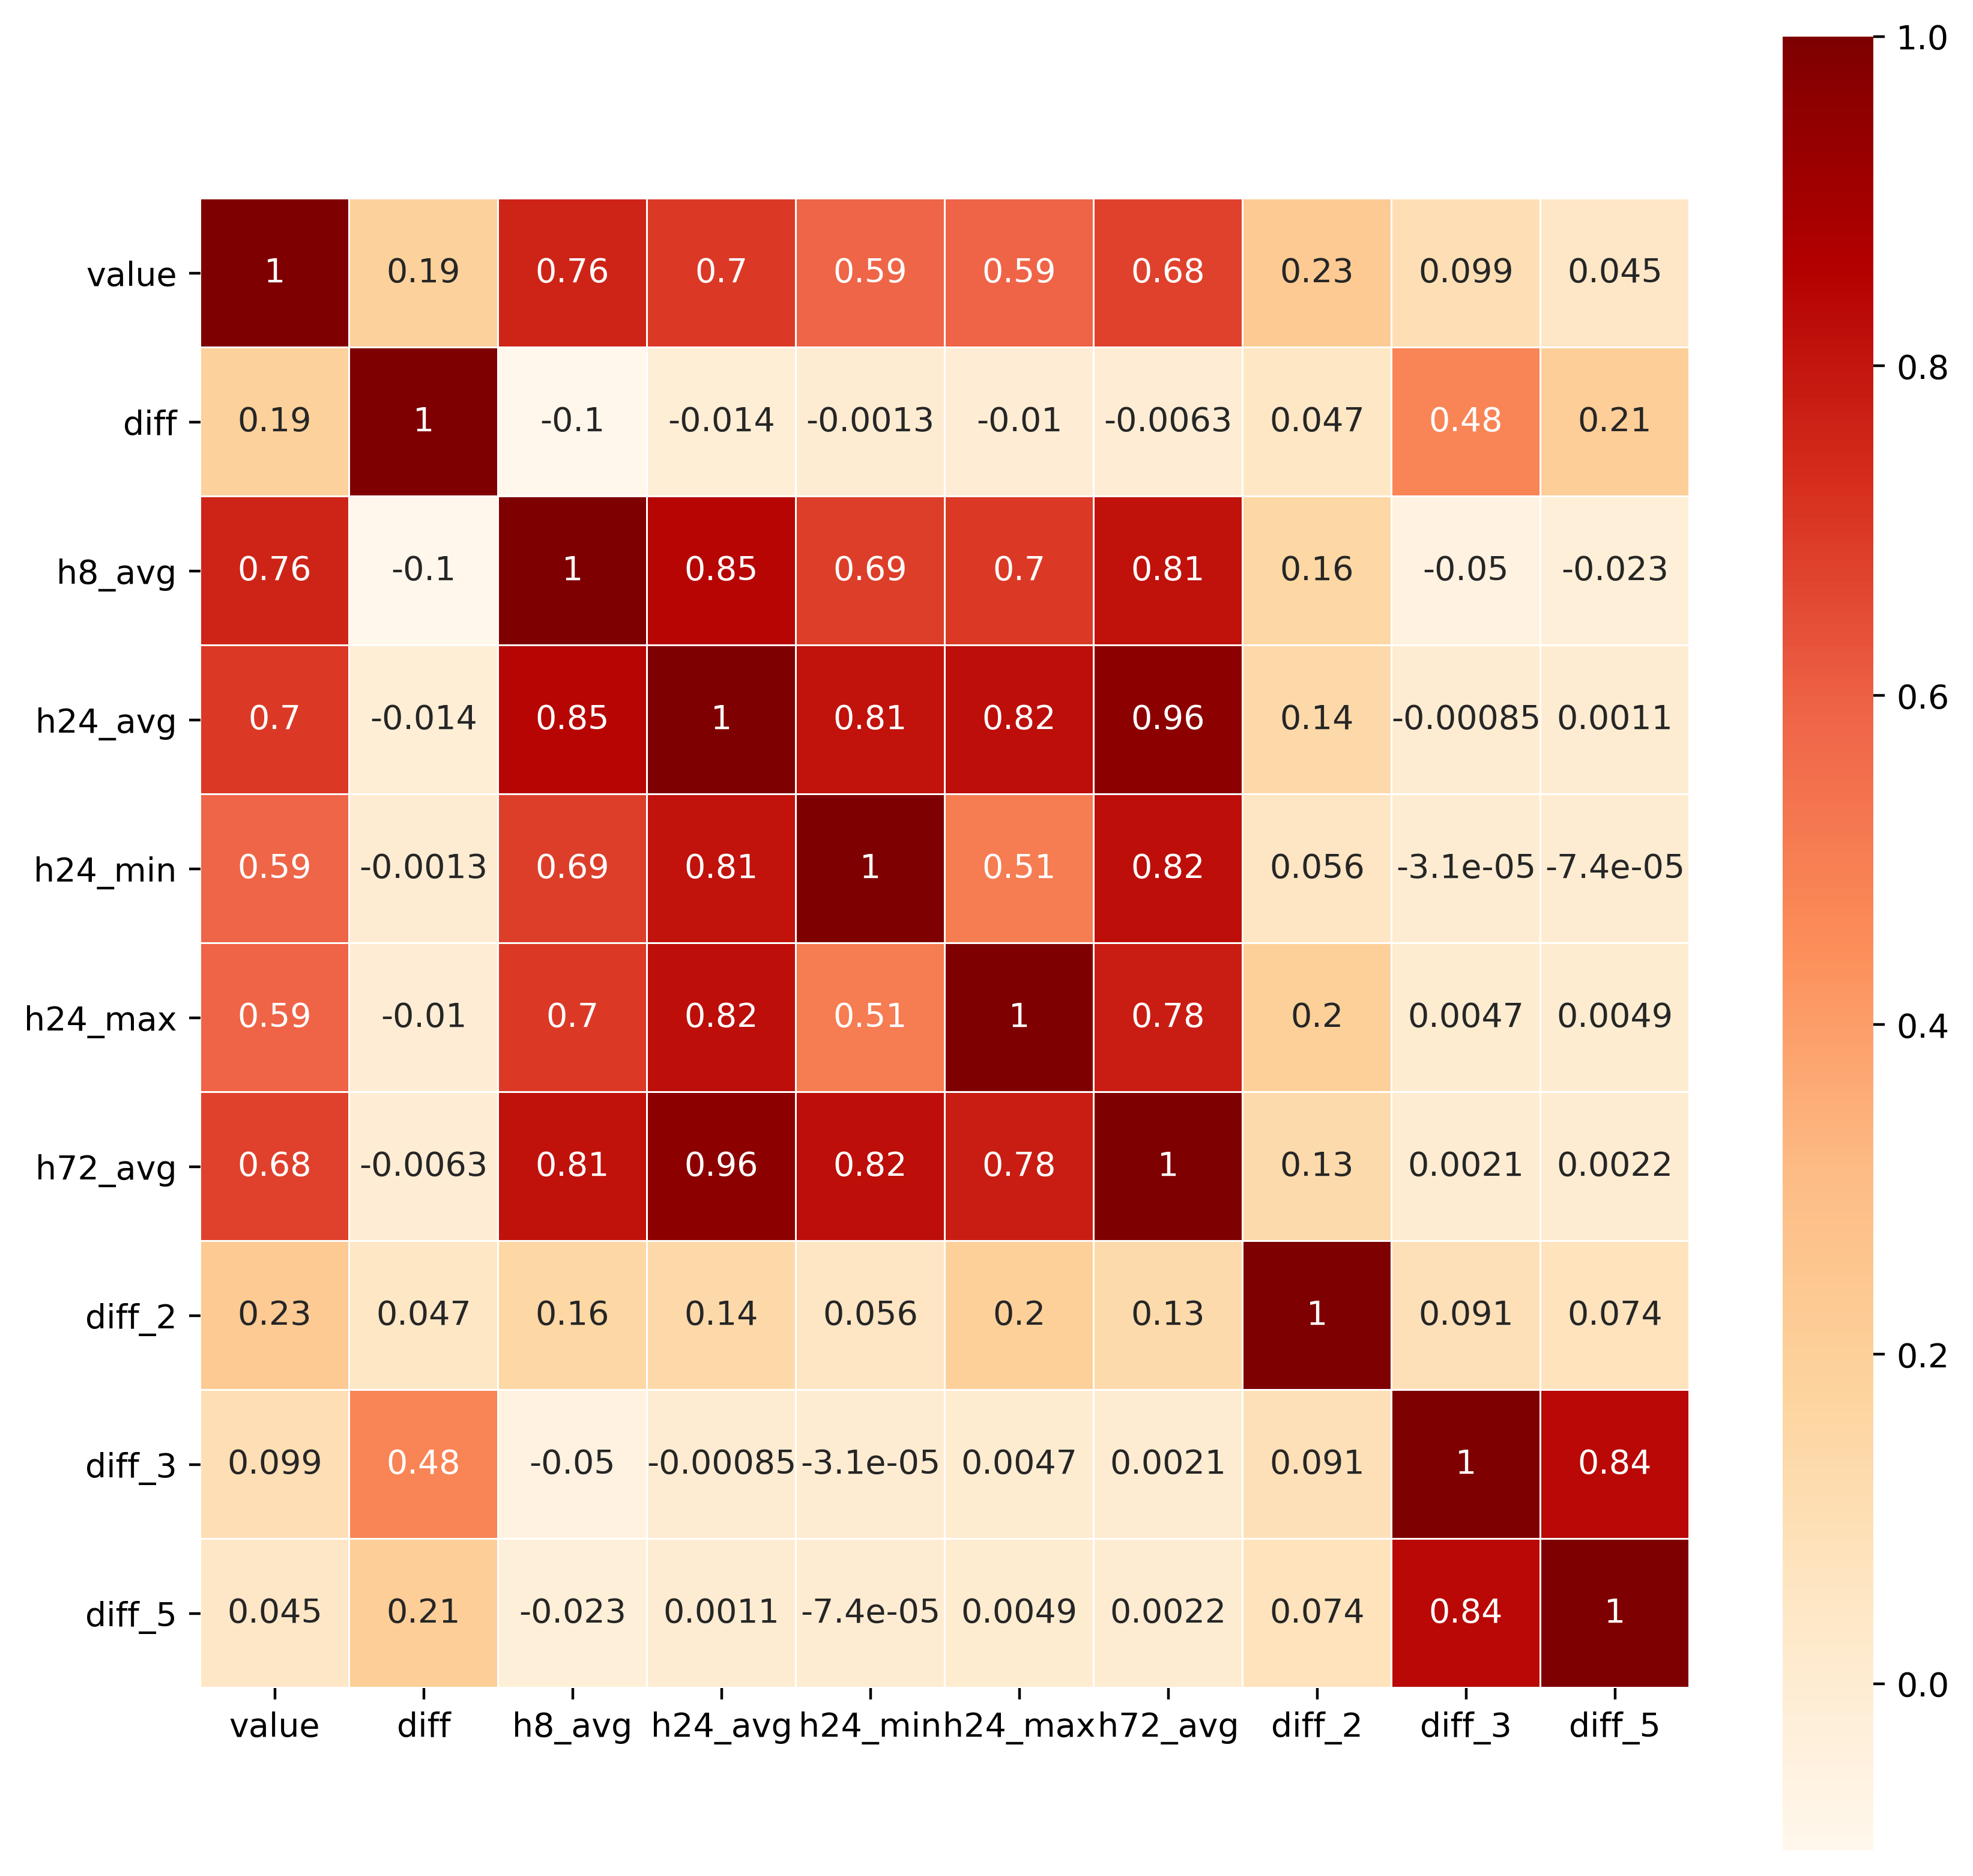 1.0
value 1 0.19 0.76 0.7 0.59 0.59 0.68 0.23 0.099 0.045
0.8
diff 0.19 1 -0.1 -0.014 -0.0013 -0.01 -0.0063 0.047 0.48 0.21
h8_avg 0.76 -0.1 1 0.85 0.69 0.7 0.81 0.16 -0.05 -0.023
0.6
h24_avg 0.7 -0.014 0.85 1 0.81 0.82 0.96 0.14 -0.00085 0.0011
h24_min 0.59 -0.0013 0.69 0.81 1 0.51 0.82 0.056 -3.1e-05 -7.4e-05
h24_max 0.59 -0.01 0.7 0.82 0.51 1 0.78 0.2 0.0047 0.0049
0.4
h72_avg 0.68 -0.0063 0.81 0.96 0.82 0.78 1 0.13 0.0021 0.0022
diff_2 0.23 0.047 0.16 0.14 0.056 0.2 0.13 1 0.091 0.074
0.2
diff_3 0.099 0.48 -0.05 -0.00085 -3.1e-05 0.0047 0.0021 0.091 1 0.84
diff_5 0.045 0.21 -0.023 0.0011 -7.4e-05 0.0049 0.0022 0.074 0.84 1
0.0
value diff h8_avg h24_avg h24_min h24_max h72_avg diff_2 diff_3 diff_5